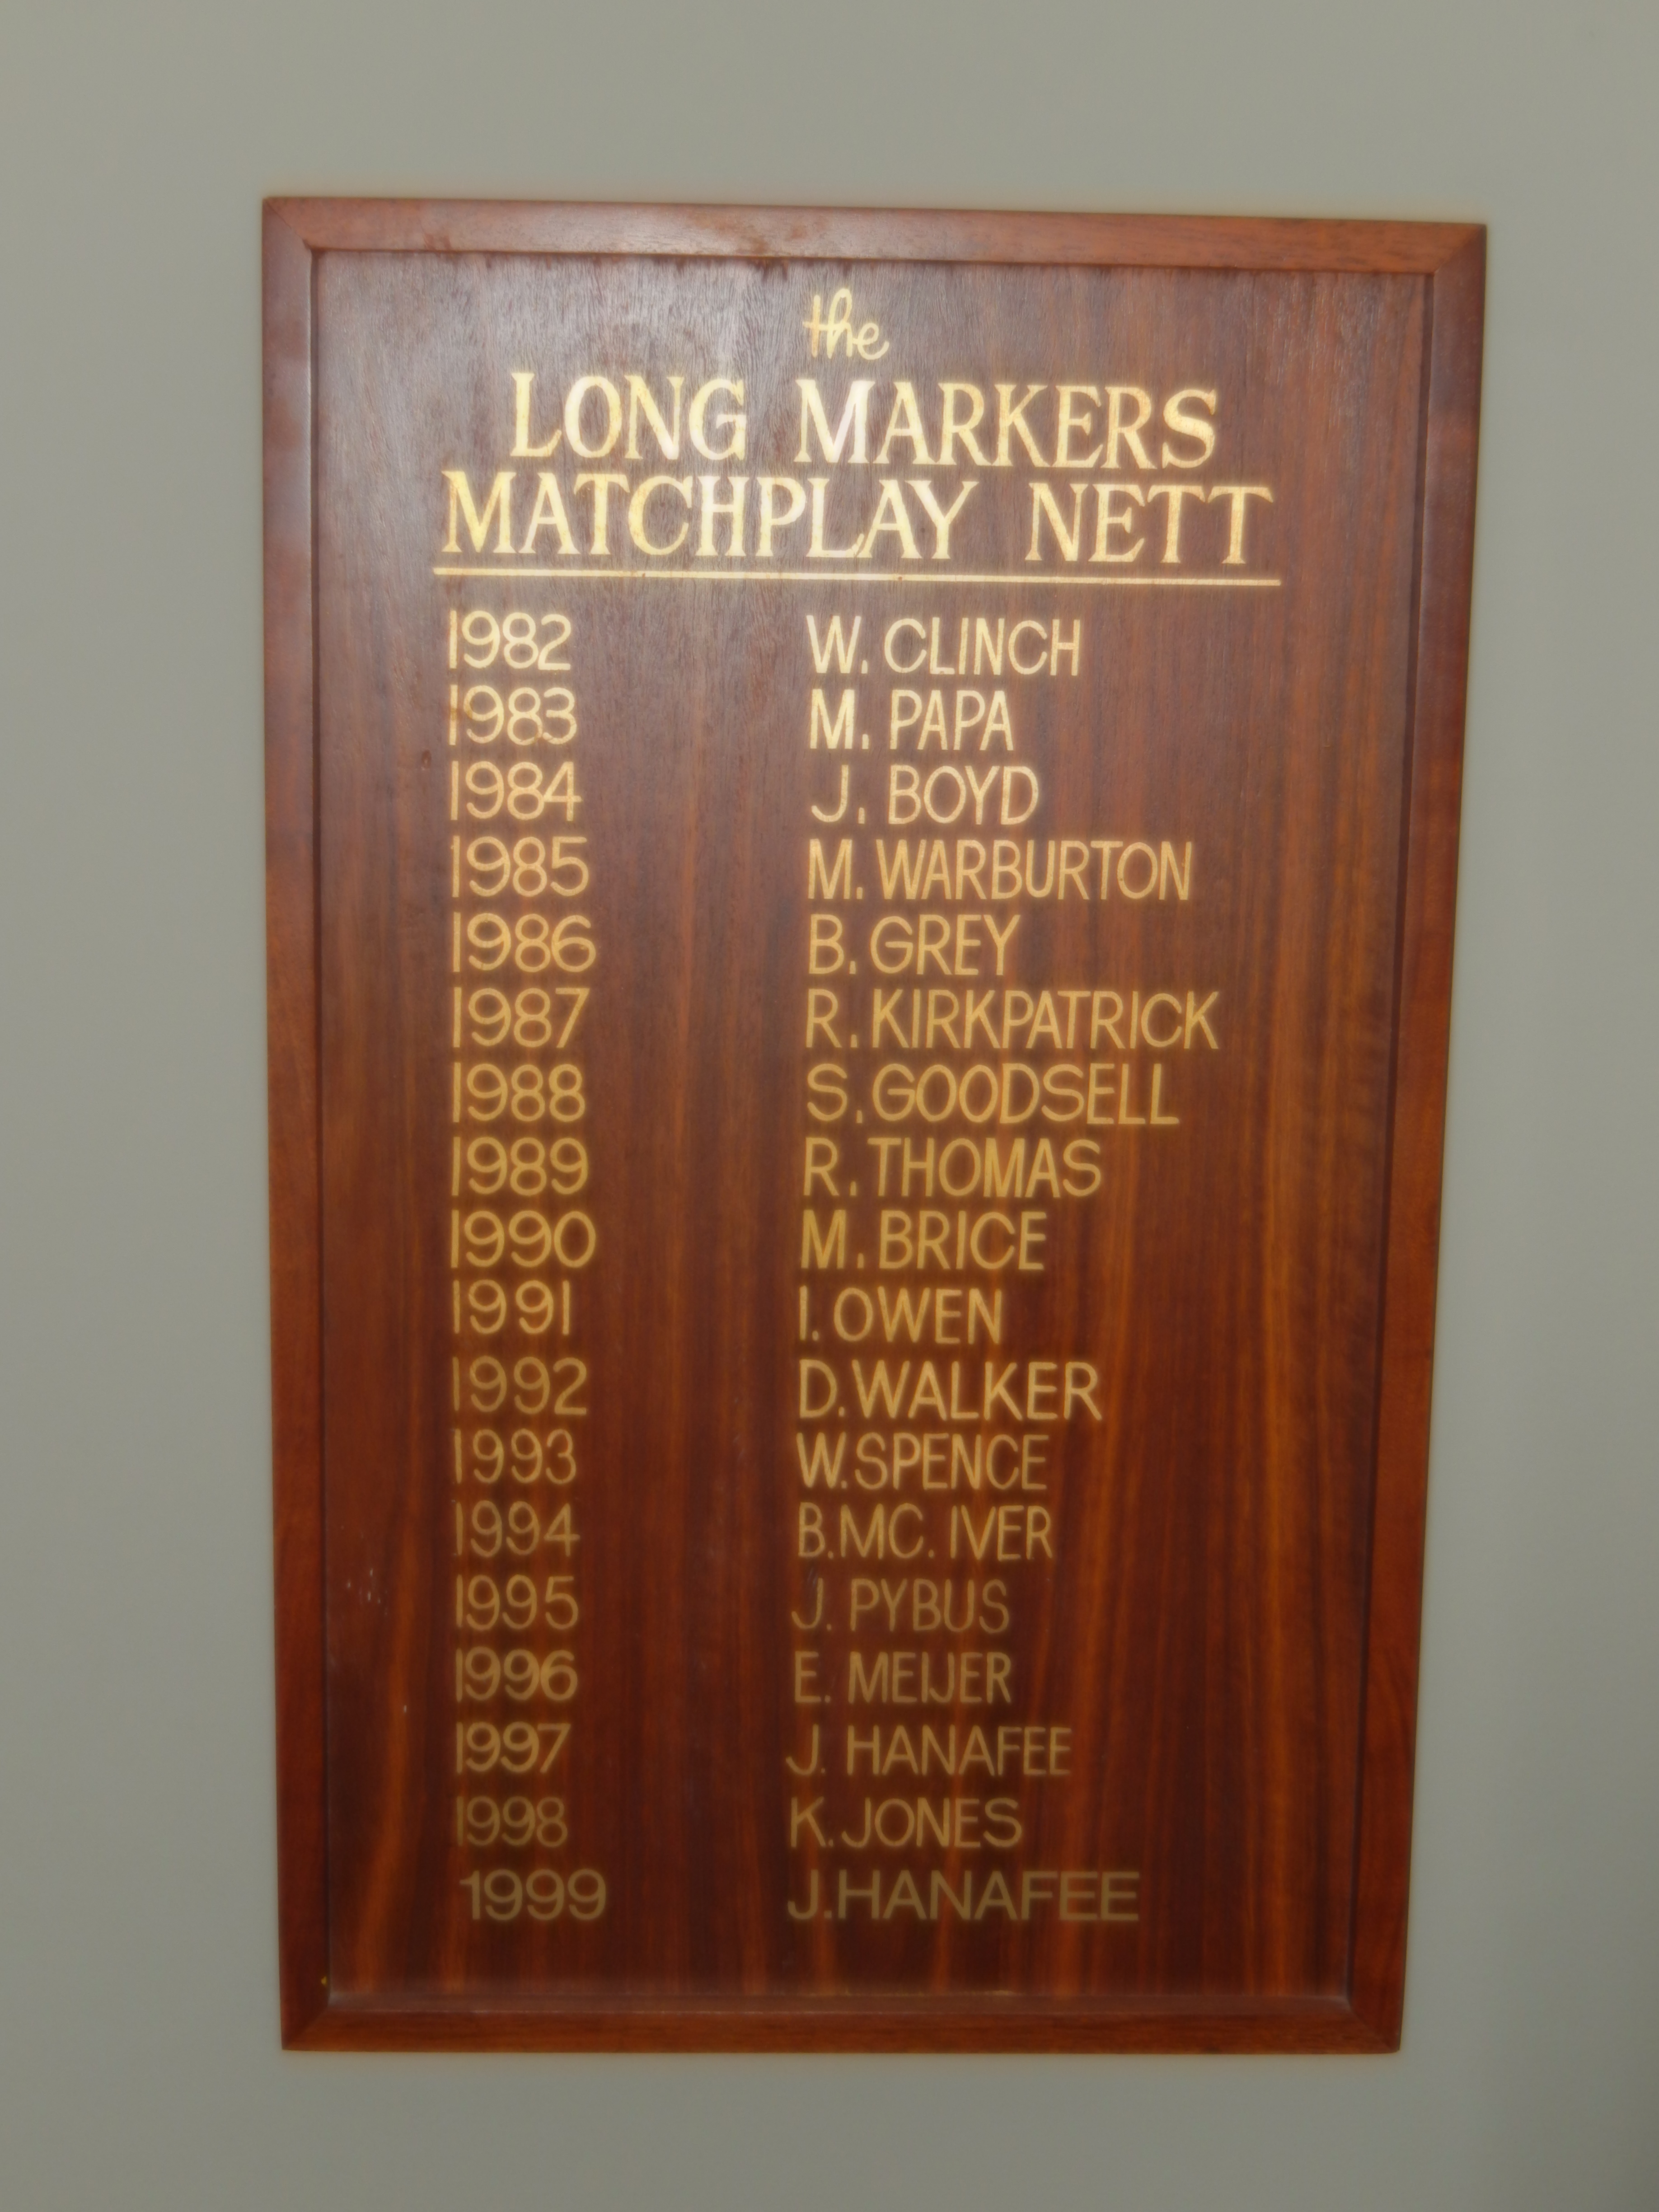 the
LONG MARKERS
MATCHPLAY NETT
1982 W. CLINCH
1983 M. PAPA
1984 J. BOYD
1985 M. WARBURTON
1986 B. GREY
1987 R. KIRKPATRICK
1988 S. GOODSELL
1989 R. THOMAS
1990 M. BRICE
1991 I. OWEN
1992 D. WALKER
1993 W. SPENCE
1994 B. MC. IVER
1995 J. PYBUS
1996 E. MEIJER
1997 J. HANAFEE
1998 K. JONES
1999 J. HANAFEE